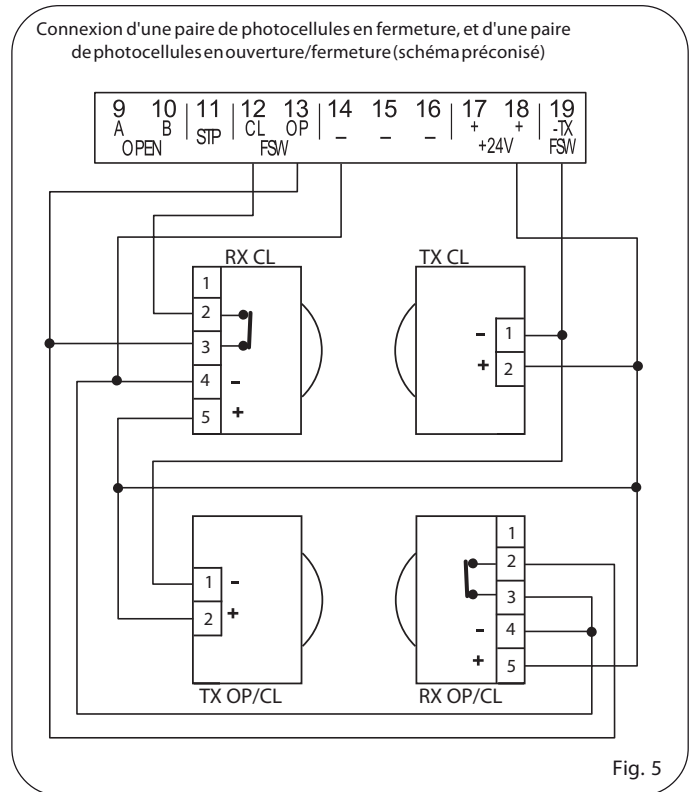 Connexion d'une paire de photocellules en fermeture, et d'une paire
de photocellules en ouverture/fermeture (schéma préconisé)
9 10 11 12 13 14 15 16 17 18 19
A B STP CL OP _ _ _ + + -TX
OPEN FSW +24V FSW
RX CL TX CL
1
2
3
4 -
5 +
- 1
+ 2
1 -
2 +
1
2
3
- 4
+ 5
TX OP/CL RX OP/CL
Fig. 5